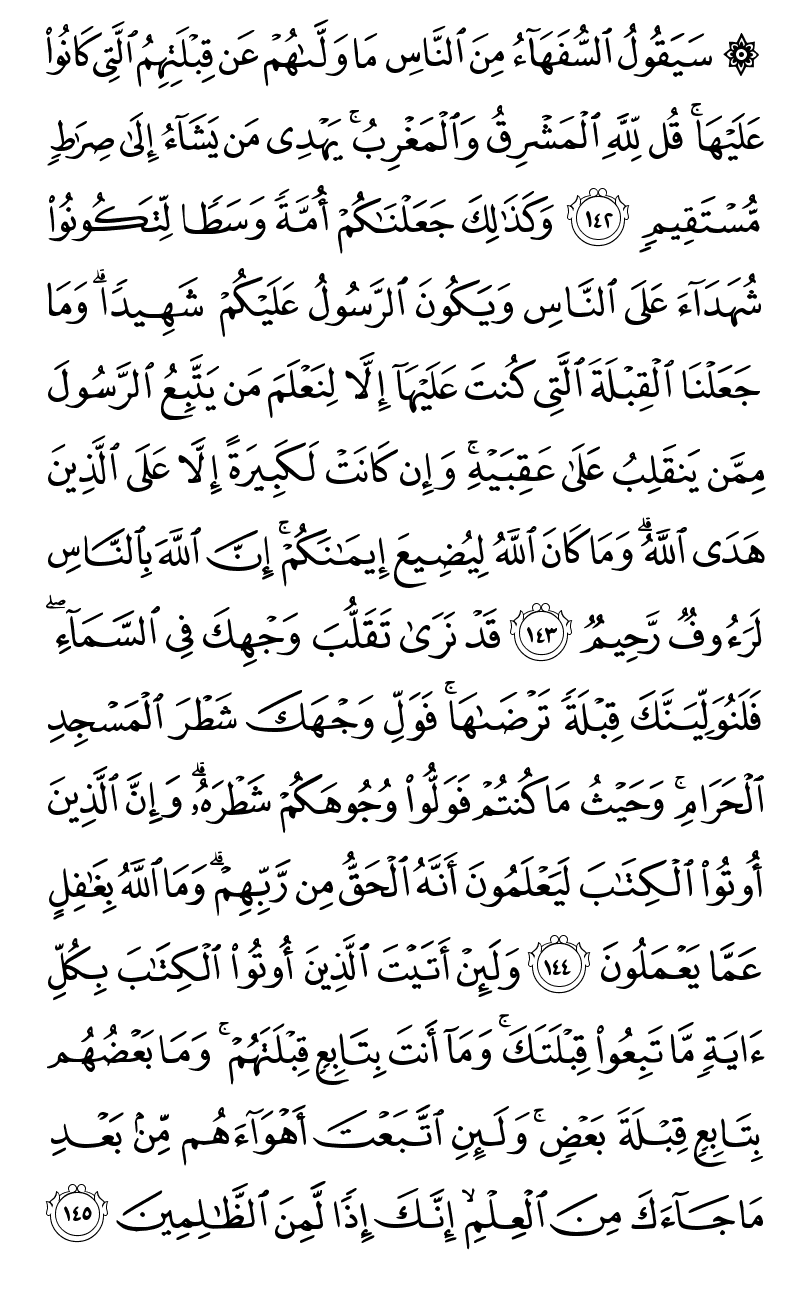 ۞ سَيَقُولُ ٱلسُّفَهَآءُ مِنَ ٱلنَّاسِ مَا وَلَّىٰهُمۡ عَن قِبۡلَتِهِمُ ٱلَّتِي كَانُواْ
عَلَيۡهَاۚ قُل لِّلَّهِ ٱلۡمَشۡرِقُ وَٱلۡمَغۡرِبُۚ يَهۡدِي مَن يَشَآءُ إِلَىٰ صِرَٰطٖ
مُّسۡتَقِيمٖ ١٤٢ وَكَذَٰلِكَ جَعَلۡنَٰكُمۡ أُمَّةٗ وَسَطٗا لِّتَكُونُواْ
شُهَدَآءَ عَلَى ٱلنَّاسِ وَيَكُونَ ٱلرَّسُولُ عَلَيۡكُمۡ شَهِيدٗاۗ وَمَا
جَعَلۡنَا ٱلۡقِبۡلَةَ ٱلَّتِي كُنتَ عَلَيۡهَآ إِلَّا لِنَعۡلَمَ مَن يَتَّبِعُ ٱلرَّسُولَ
مِمَّن يَنقَلِبُ عَلَىٰ عَقِبَيۡهِۚ وَإِن كَانَتۡ لَكَبِيرَةً إِلَّا عَلَى ٱلَّذِينَ
هَدَى ٱللَّهُۗ وَمَا كَانَ ٱللَّهُ لِيُضِيعَ إِيمَٰنَكُمۡۚ إِنَّ ٱللَّهَ بِٱلنَّاسِ
لَرَءُوفٞ رَّحِيمٞ ١٤٣ قَدۡ نَرَىٰ تَقَلُّبَ وَجۡهِكَ فِي ٱلسَّمَآءِۖ
فَلَنُوَلِّيَنَّكَ قِبۡلَةٗ تَرۡضَىٰهَاۚ فَوَلِّ وَجۡهَكَ شَطۡرَ ٱلۡمَسۡجِدِ
ٱلۡحَرَامِۚ وَحَيۡثُ مَا كُنتُمۡ فَوَلُّواْ وُجُوهَكُمۡ شَطۡرَهُۥۗ وَإِنَّ ٱلَّذِينَ
أُوتُواْ ٱلۡكِتَٰبَ لَيَعۡلَمُونَ أَنَّهُ ٱلۡحَقُّ مِن رَّبِّهِمۡۗ وَمَا ٱللَّهُ بِغَٰفِلٍ
عَمَّا يَعۡمَلُونَ ١٤٤ وَلَئِنۡ أَتَيۡتَ ٱلَّذِينَ أُوتُواْ ٱلۡكِتَٰبَ بِكُلِّ
ءَايَةٖ مَّا تَبِعُواْ قِبۡلَتَكَۚ وَمَآ أَنتَ بِتَابِعٖ قِبۡلَتَهُمۡۚ وَمَا بَعۡضُهُم
بِتَابِعٖ قِبۡلَةَ بَعۡضٖۚ وَلَئِنِ ٱتَّبَعۡتَ أَهۡوَآءَهُم مِّنۢ بَعۡدِ
مَا جَآءَكَ مِنَ ٱلۡعِلۡمِ إِنَّكَ إِذٗا لَّمِنَ ٱلظَّٰلِمِينَ ١٤٥